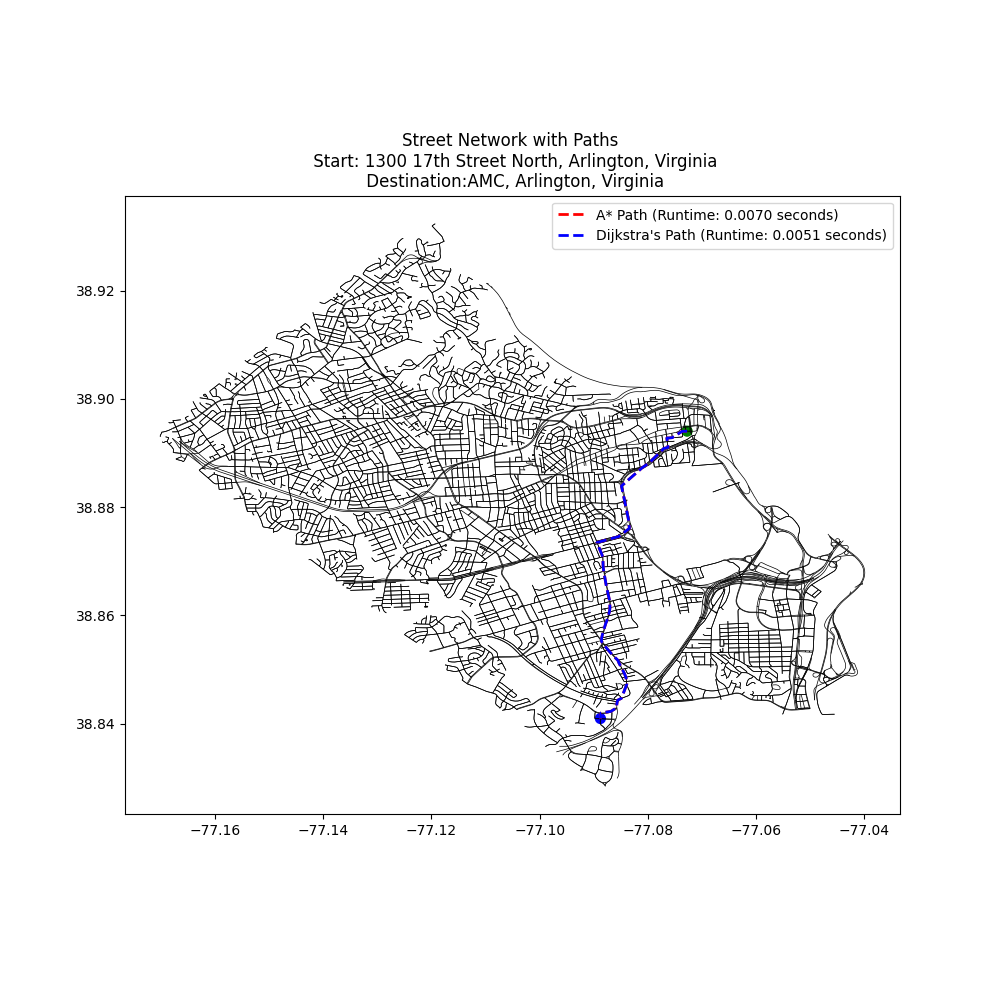 Street Network with Paths
Start: 1300 17th Street North, Arlington, Virginia
Destination:AMC, Arlington, Virginia
A* Path (Runtime: 0.0070 seconds)
Dijkstra's Path (Runtime: 0.0051 seconds)
38.92
38.90
38.88
38.86
38.84
−77.16 −77.14 −77.12 −77.10 −77.08 −77.06 −77.04